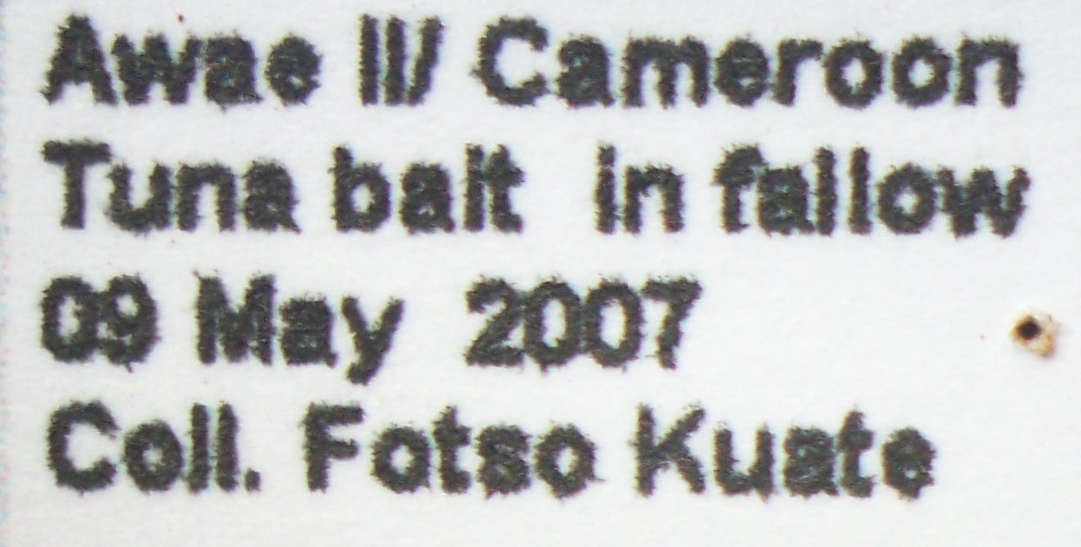 Awae II/ Cameroon
Tuna bait  in fallow
09 May  2007
Coll. Fotso Kuate